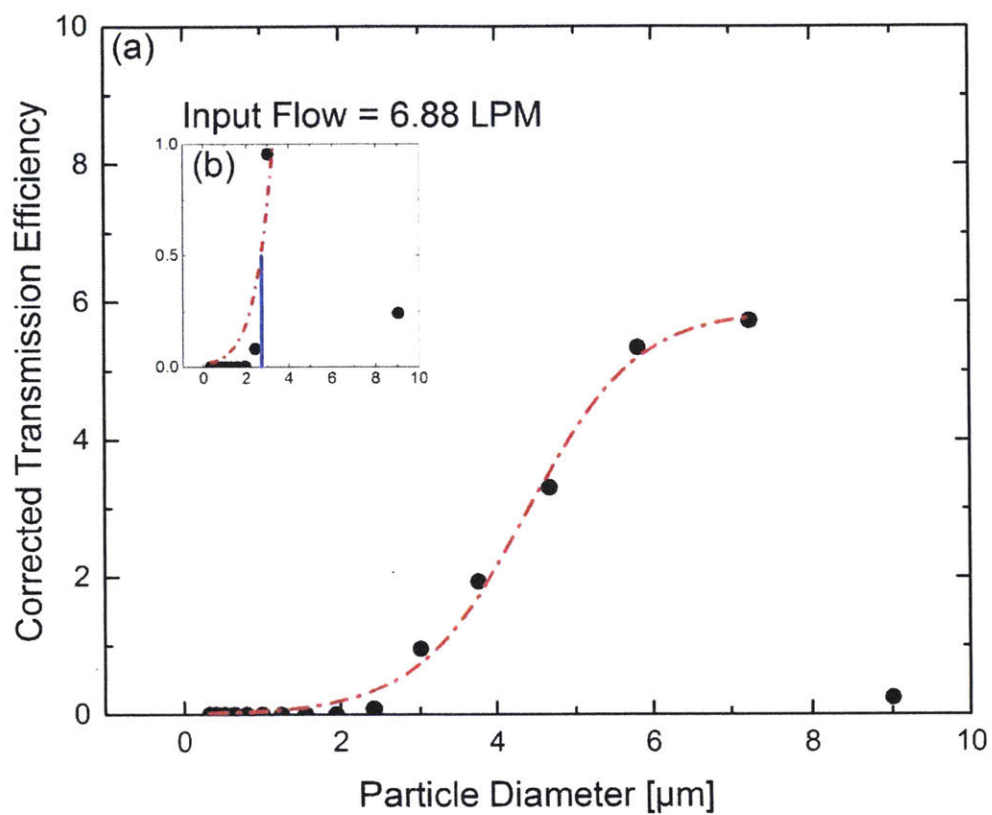 10
(a)
Input Flow = 6.88 LPM
1.0
(b)
8
0.5
6
0.0
0 2 4 6 8 10
4
2
0
0 2 4 6 8 10
Corrected Transmission Efficiency
Particle Diameter [μm]